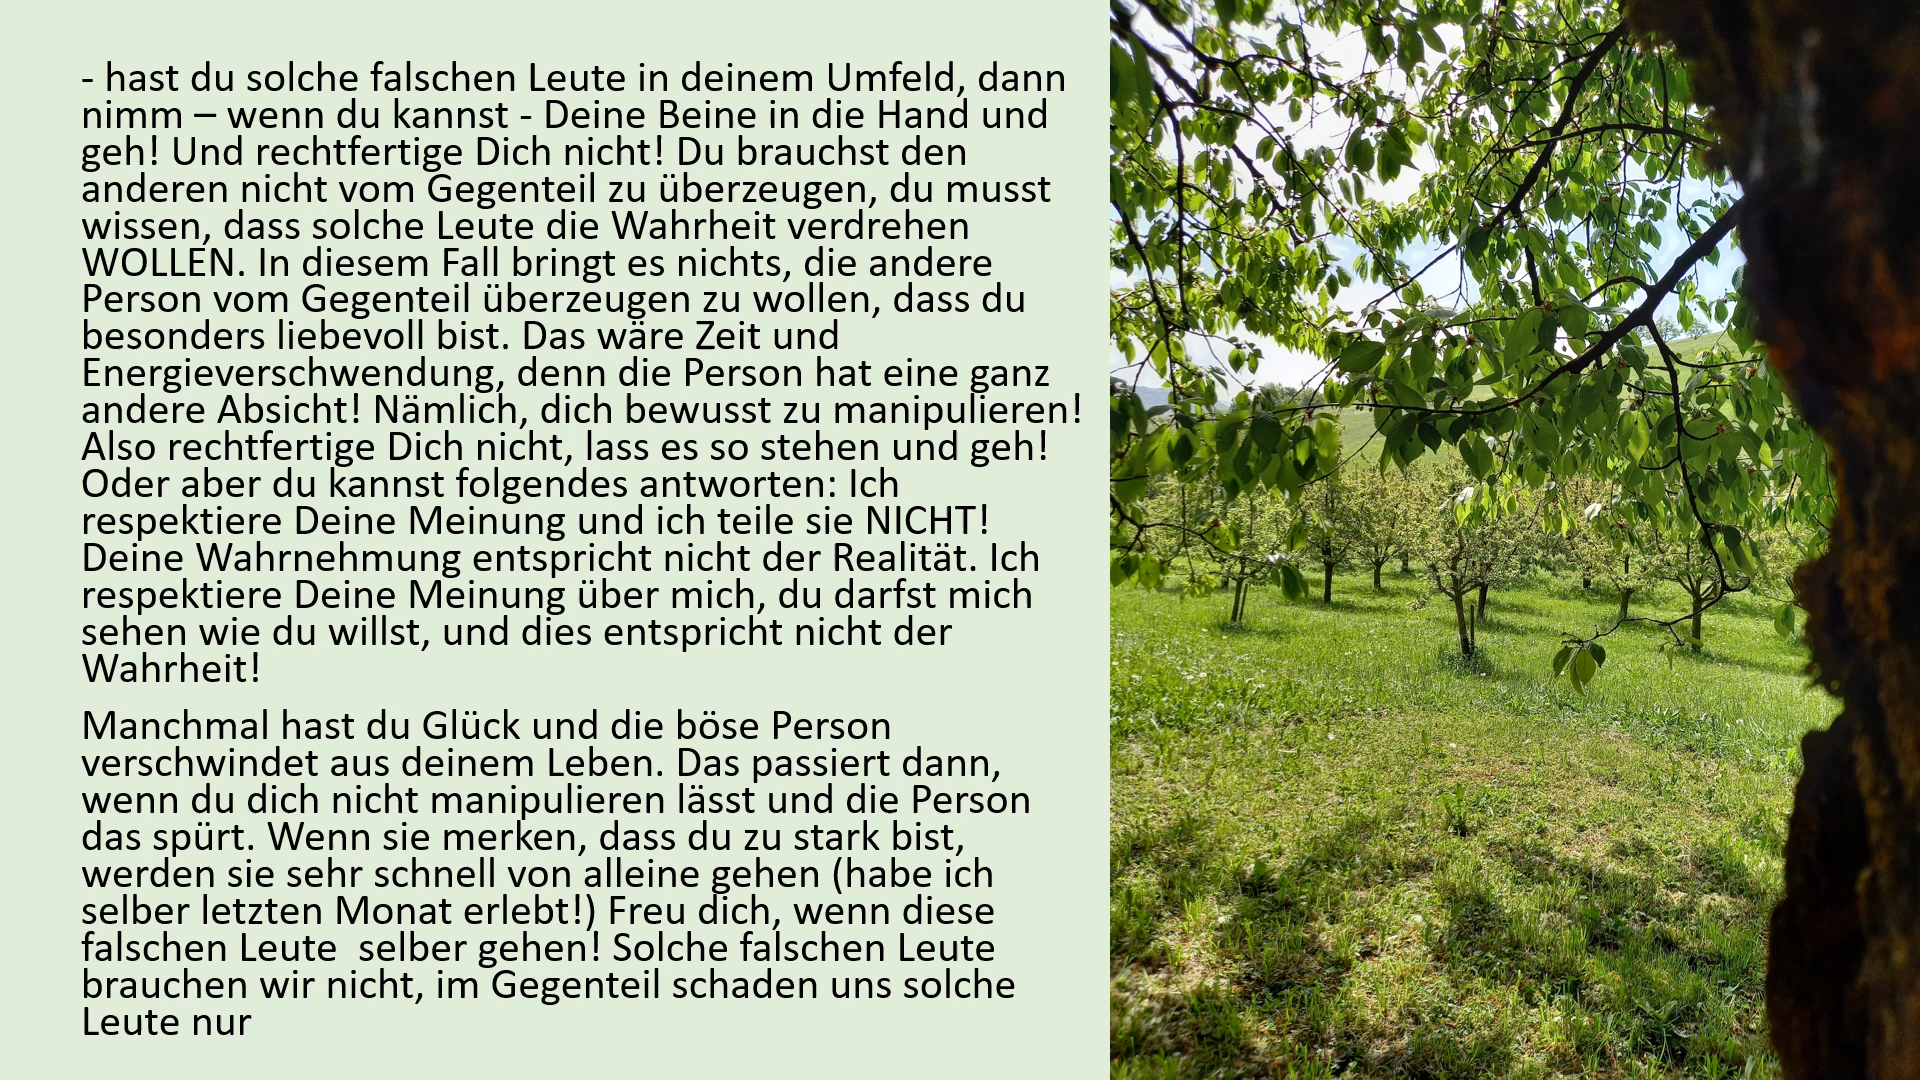 - hast du solche falschen Leute in deinem Umfeld, dann
nimm – wenn du kannst - Deine Beine in die Hand und
geh! Und rechtfertige Dich nicht! Du brauchst den
anderen nicht vom Gegenteil zu überzeugen, du musst
wissen, dass solche Leute die Wahrheit verdrehen
WOLLEN. In diesem Fall bringt es nichts, die andere
Person vom Gegenteil überzeugen zu wollen, dass du
besonders liebevoll bist. Das wäre Zeit und
Energieverschwendung, denn die Person hat eine ganz
andere Absicht! Nämlich, dich bewusst zu manipulieren!
Also rechtfertige Dich nicht, lass es so stehen und geh!
Oder aber du kannst folgendes antworten: Ich
respektiere Deine Meinung und ich teile sie NICHT!
Deine Wahrnehmung entspricht nicht der Realität. Ich
respektiere Deine Meinung über mich, du darfst mich
sehen wie du willst, und dies entspricht nicht der
Wahrheit!
Manchmal hast du Glück und die böse Person
verschwindet aus deinem Leben. Das passiert dann,
wenn du dich nicht manipulieren lässt und die Person
das spürt. Wenn sie merken, dass du zu stark bist,
werden sie sehr schnell von alleine gehen (habe ich
selber letzten Monat erlebt!) Freu dich, wenn diese
falschen Leute  selber gehen! Solche falschen Leute
brauchen wir nicht, im Gegenteil schaden uns solche
Leute nur